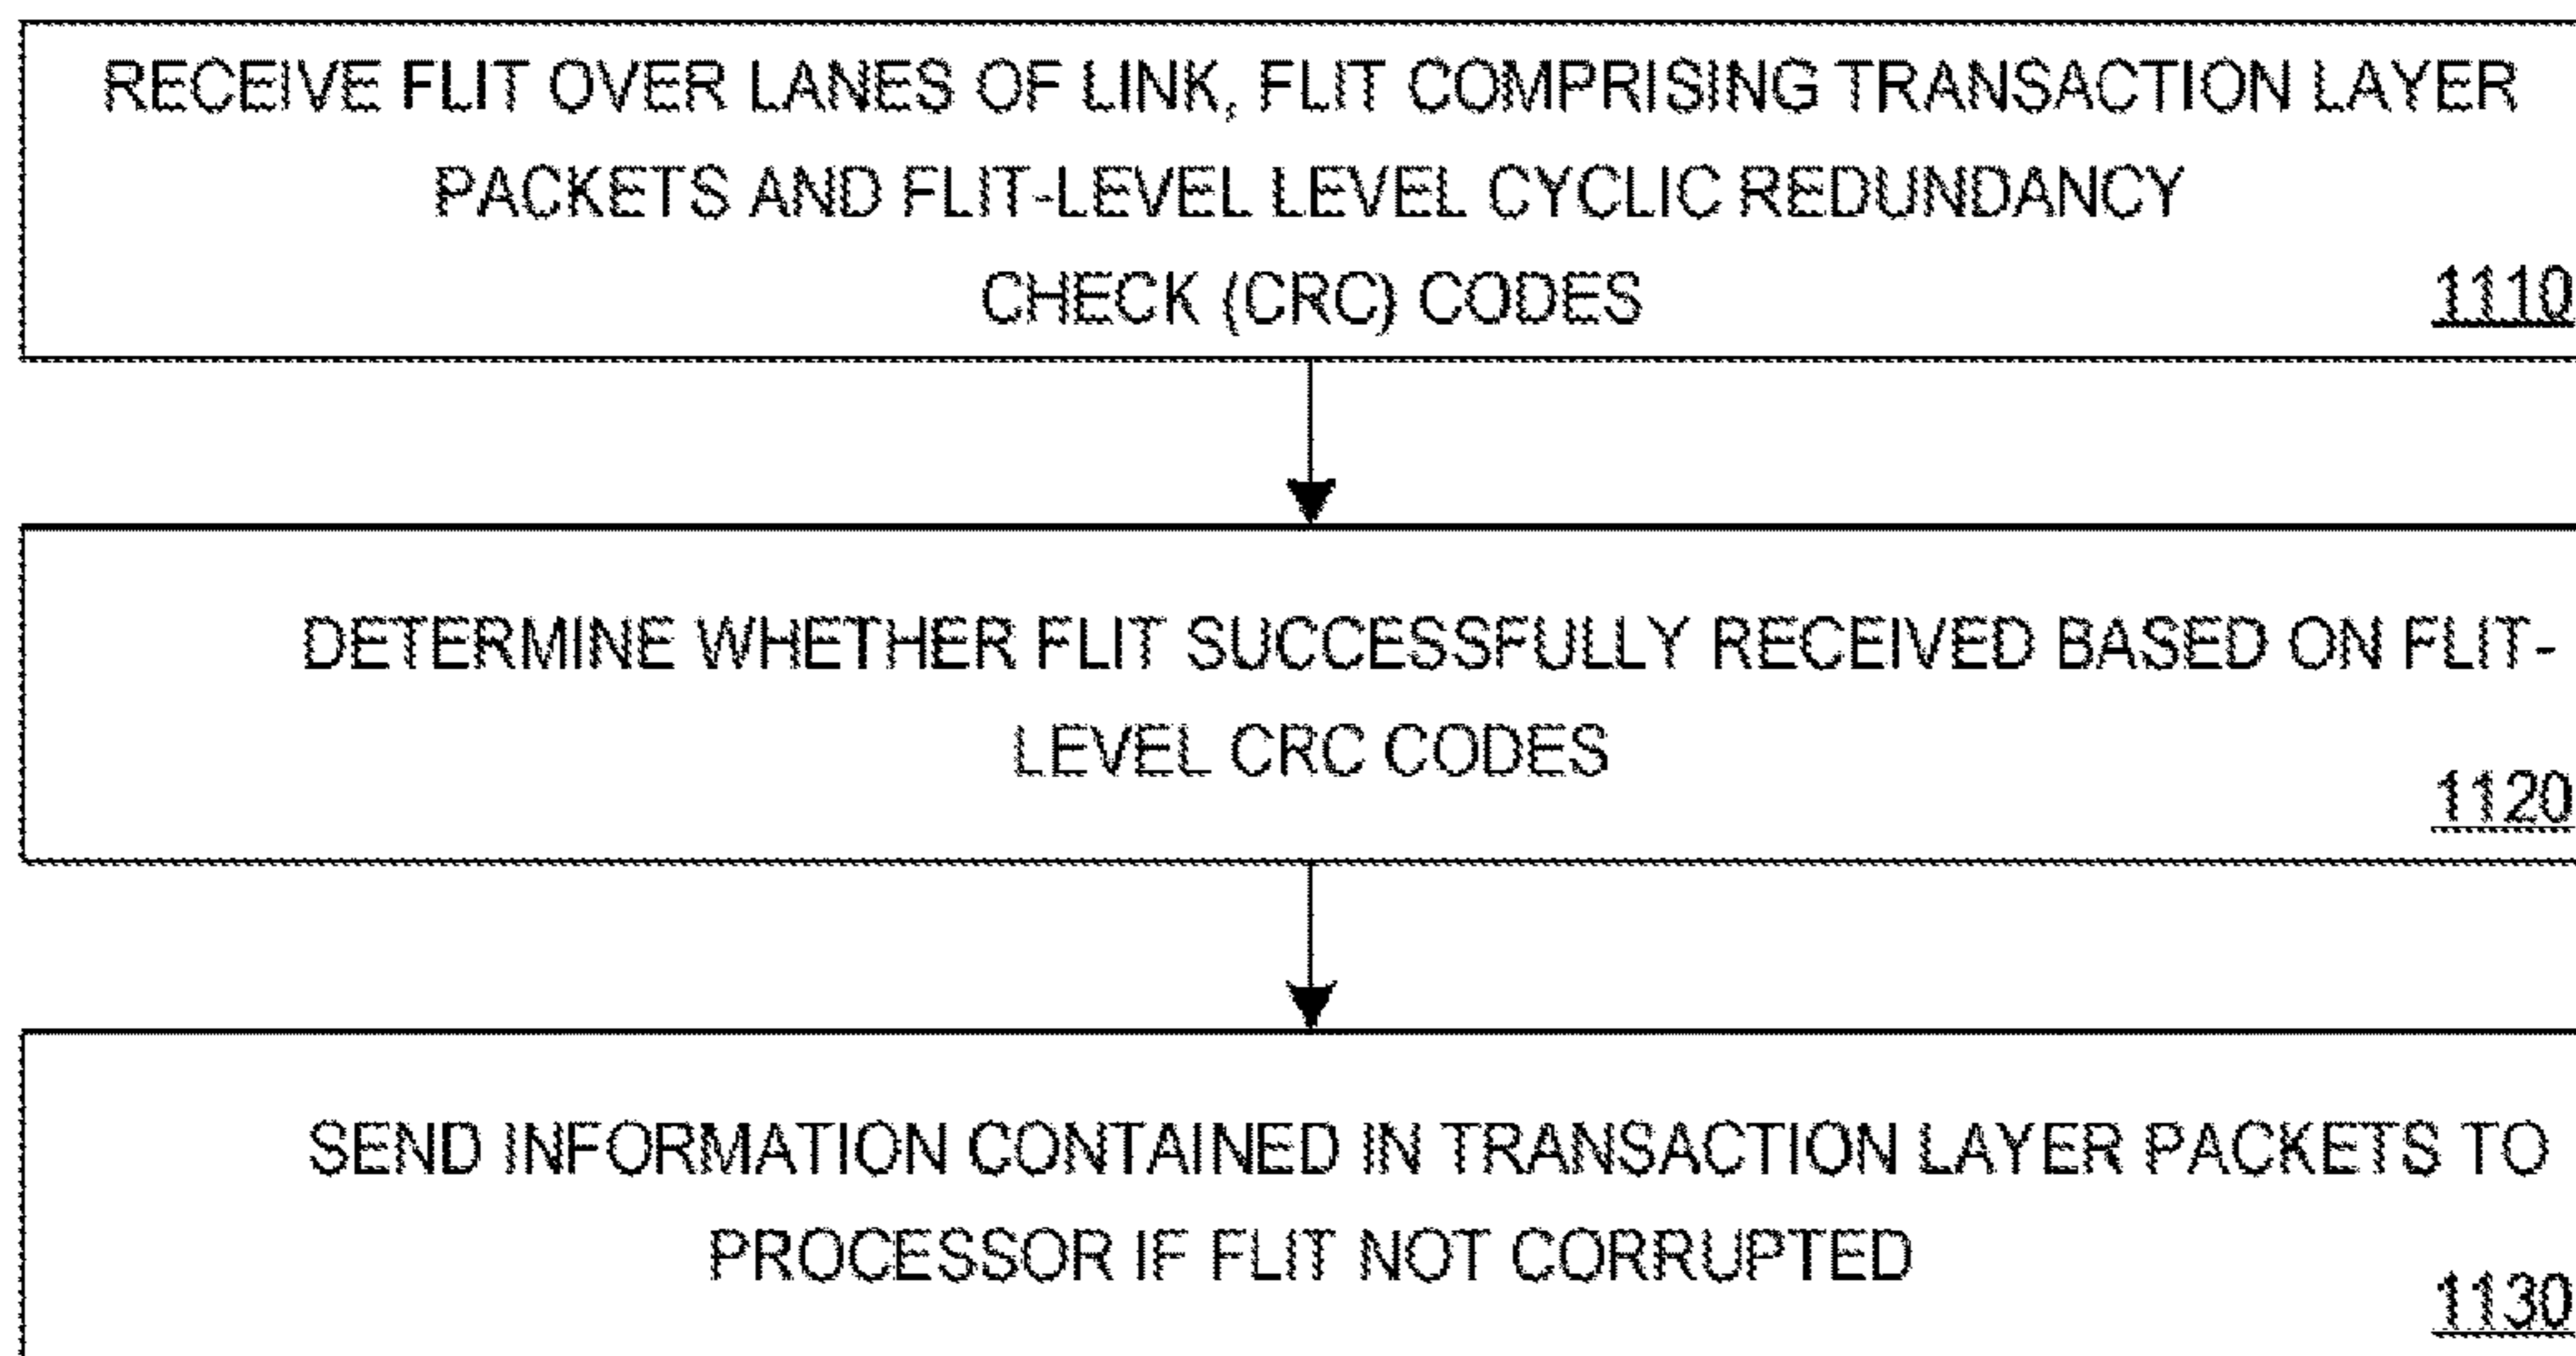 RECEIVE FLIT OVER LANES OF LINK, FLIT COMPRISING TRANSACTION LAYER
PACKETS AND FLIT-LEVEL LEVEL CYCLIC REDUNDANCY
CHECK (CRC) CODES
1110
DETERMINE WHETHER FLIT SUCCESSFULLY RECEIVED BASED ON FLIT-
LEVEL CRC CODES
1120
SEND INFORMATION CONTAINED IN TRANSACTION LAYER PACKETS TO
PROCESSOR IF FLIT NOT CORRUPTED
1130